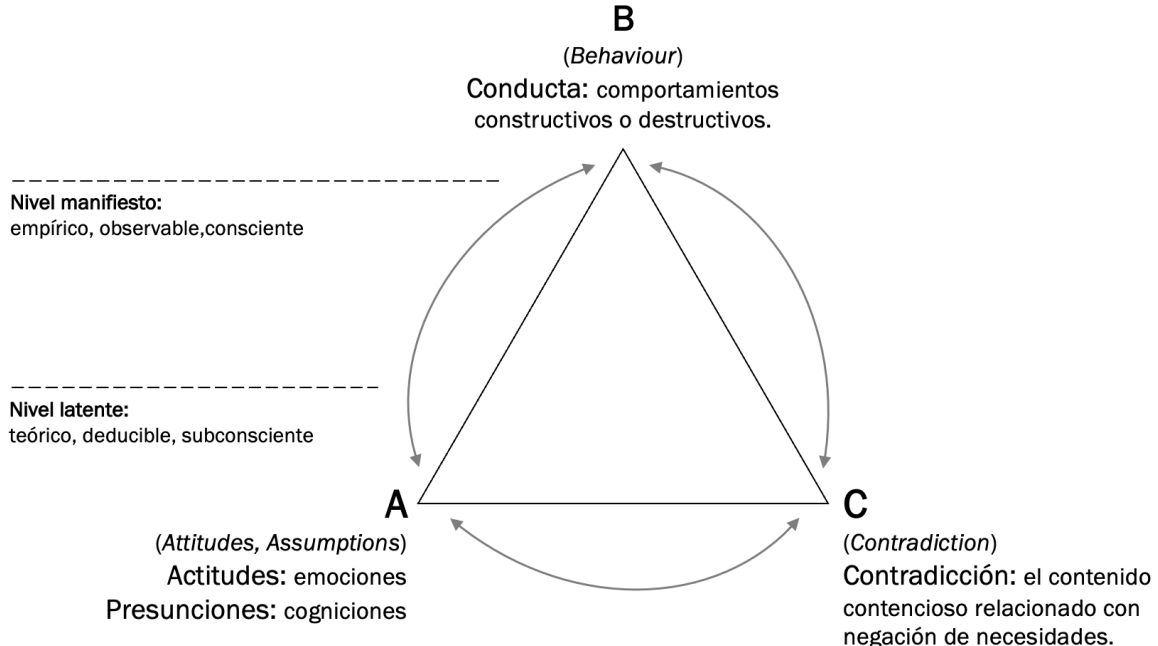 B
(Behaviour)
Conducta: comportamientos
constructivos o destructivos.
Nivel manifiesto:
empírico, observable,consciente
Nivel latente:
teórico, deducible, subconsciente
A
(Attitudes, Assumptions)
Actitudes: emociones
Presunciones: cogniciones
C
(Contradiction)
Contradicción: el contenido
contencioso relacionado con
negación de necesidades.